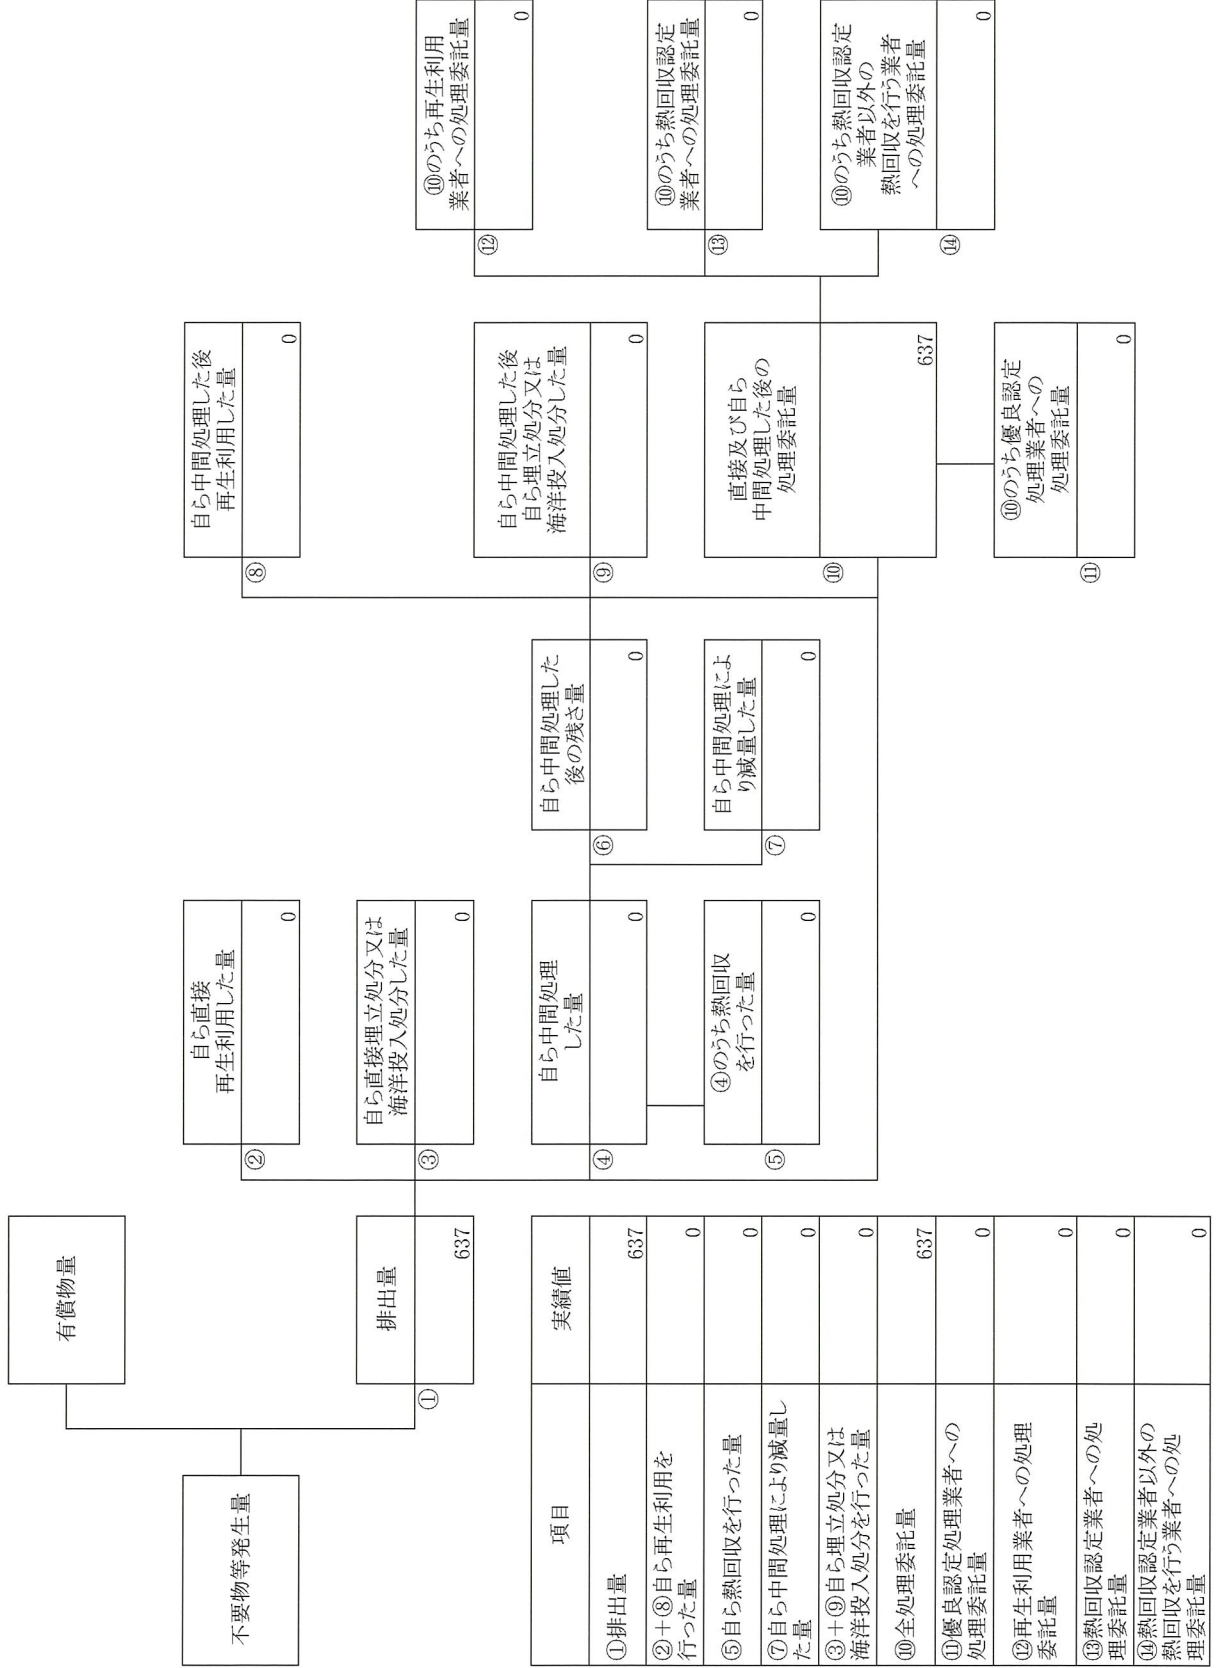 不要物等発生量
有償物量
排出量
①
637
②
自ら直接
再生利用した量
0
③
自ら直接埋立処分又は
海洋投入処分した量
0
④
自ら中間処理
した量
0
⑤
④のうち熱回収
を行った量
0
⑥
自ら中間処理した
後の残さ量
0
⑦
自ら中間処理によ
り減量した量
0
⑧
自ら中間処理した後
再生利用した量
0
⑨
自ら中間処理した後
自ら埋立処分又は
海洋投入処分した量
0
⑩
直接及び自ら
中間処理した後の
処理委託量
637
⑪
⑩のうち優良認定
処理業者への
処理委託量
0
⑫
⑩のうち再生利用
業者への処理委託量
0
⑬
⑩のうち熱回収認定
業者への処理委託量
0
⑭
⑩のうち熱回収認定
業者以外の
熱回収を行う業者
への処理委託量
0
項目
実績値
①排出量
637
②+⑧自ら再生利用を
行った量
0
⑤自ら熱回収を行った量
0
⑦自ら中間処理により減量し
た量
0
③+⑨自ら埋立処分又は
海洋投入処分を行った量
0
⑩全処理委託量
637
⑪優良認定処理業者への
処理委託量
0
⑫再生利用業者への処理
委託量
0
⑬熱回収認定業者への処
理委託量
0
⑭熱回収認定業者以外の
熱回収を行う業者への処
理委託量
0